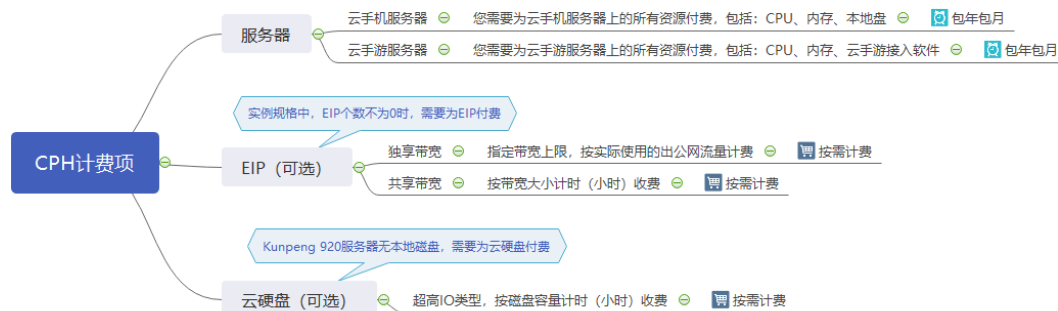 云手机服务器 您需要为云手机服务器上的所有资源付费，包括：CPU、内存、本地盘 包年包月
服务器
云手游服务器 您需要为云手游服务器上的所有资源付费，包括：CPU、内存、云手游接入软件 包年包月
实例规格中，EIP个数不为0时，需要为EIP付费
CPH计费项
独享带宽 指定带宽上限，按实际使用的出公网流量计费 按需计费
EIP（可选）
共享带宽 按带宽大小计时（小时）收费 按需计费
Kunpeng 920服务器无本地磁盘，需要为云硬盘付费
云硬盘（可选） 超高IO类型，按磁盘容量计时（小时）收费 按需计费